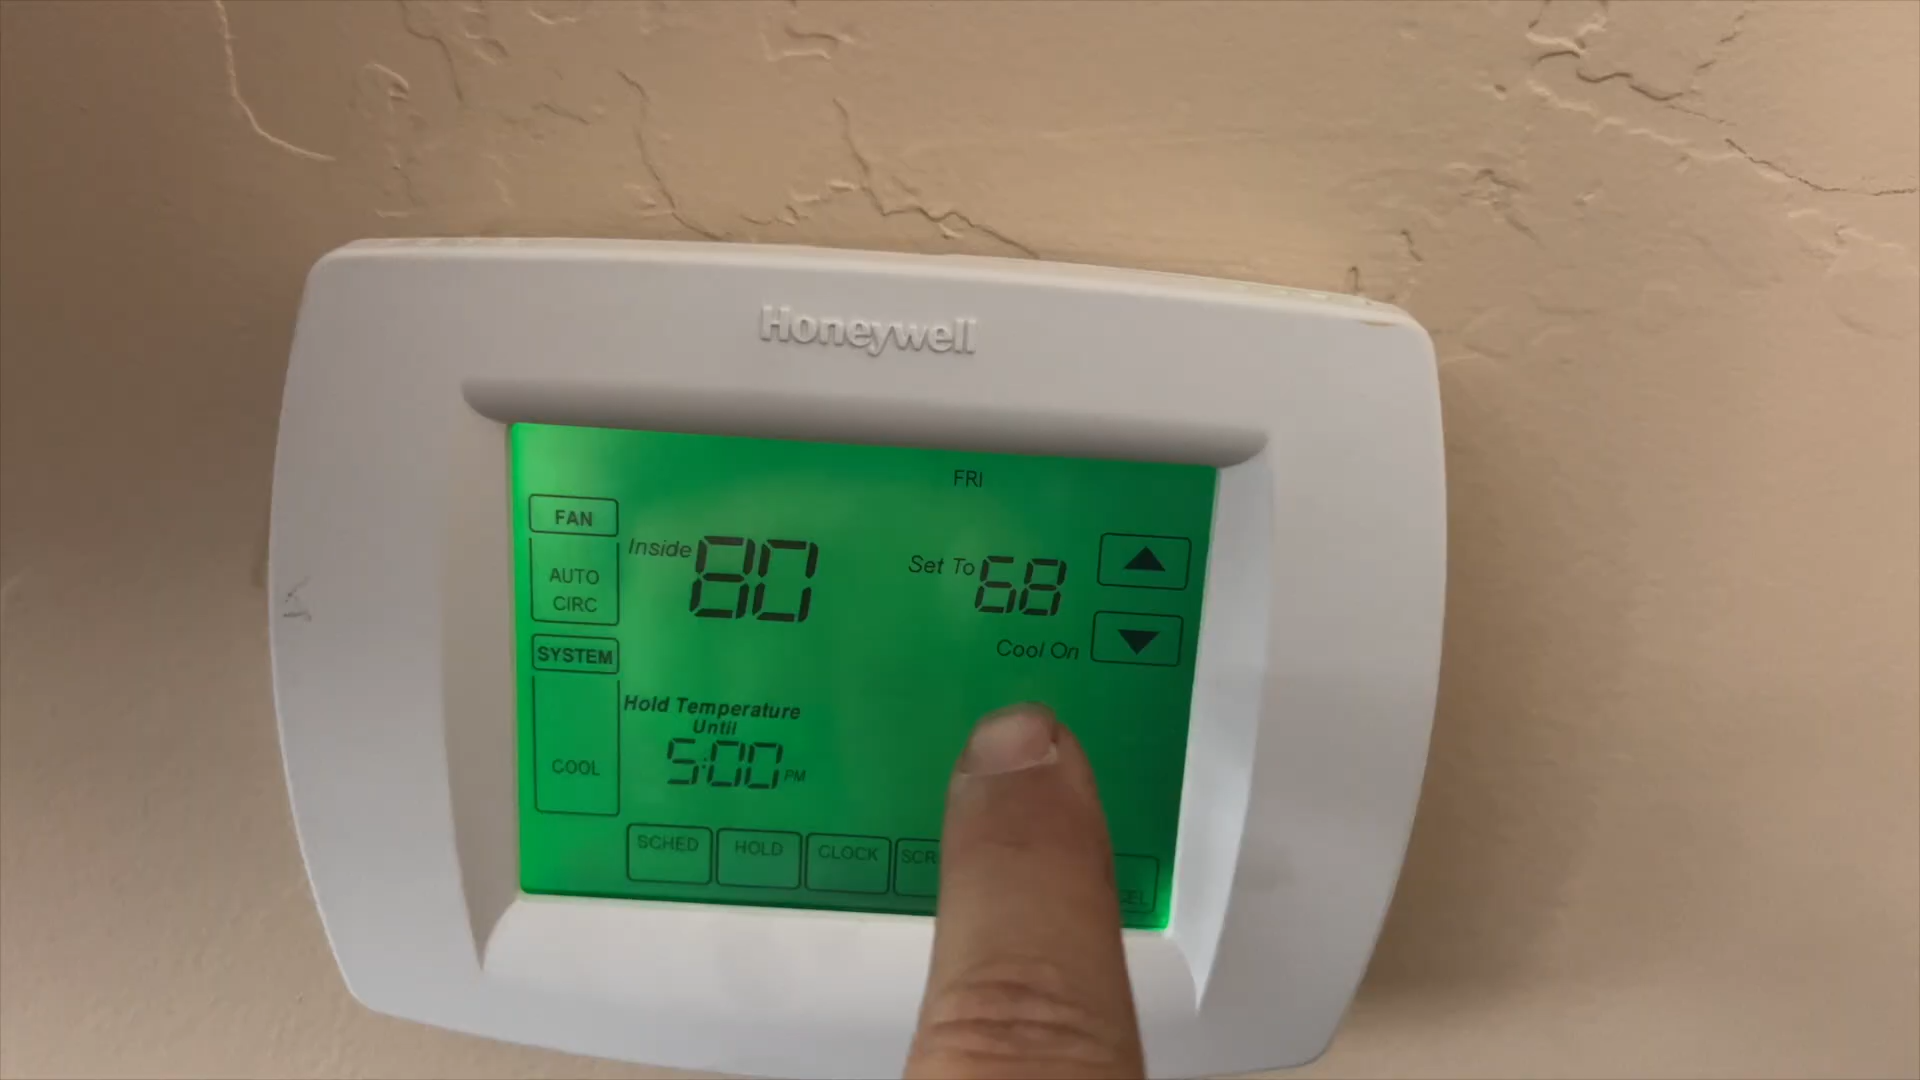 Honeywell
FRI
FAN
AUTO
CIRC
Inside 80
Set To 68
Cool On
SYSTEM
COOL
Hold Temperature
Until
5:00 PM
SCHED
HOLD
CLOCK